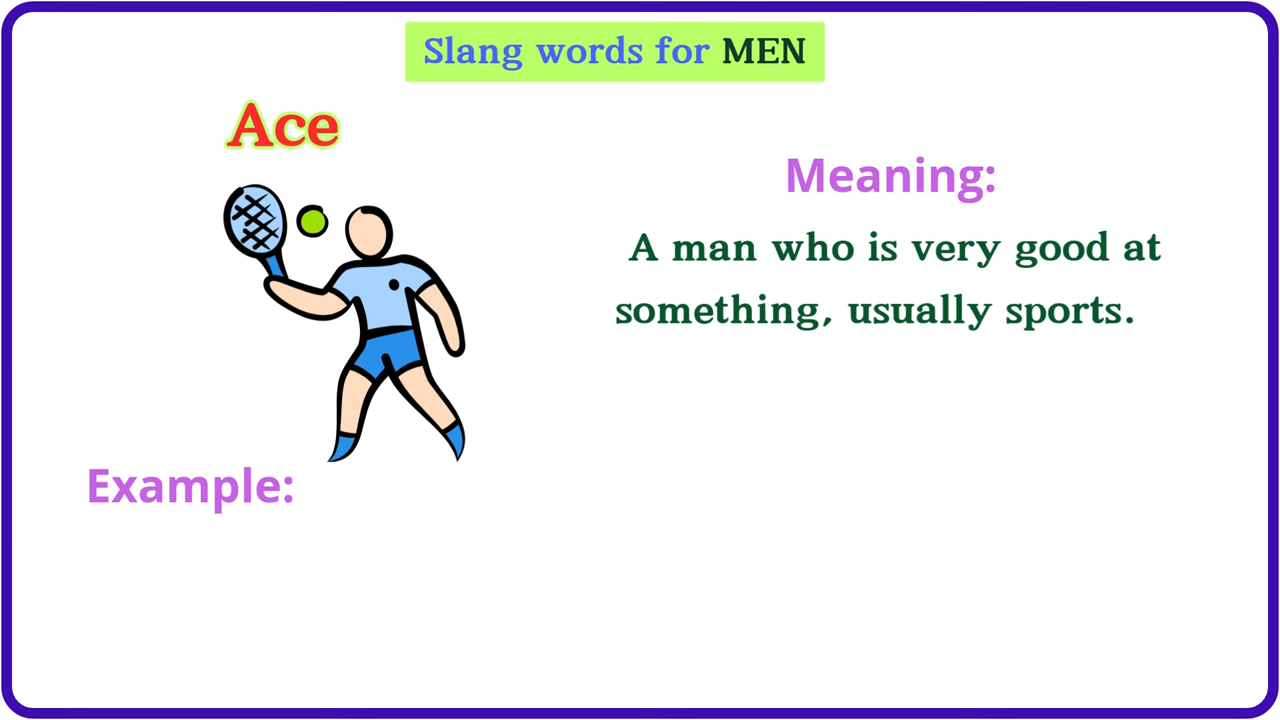 Slang words for MEN
Ace
Meaning:
A man who is very good at
something, usually sports.
Example: